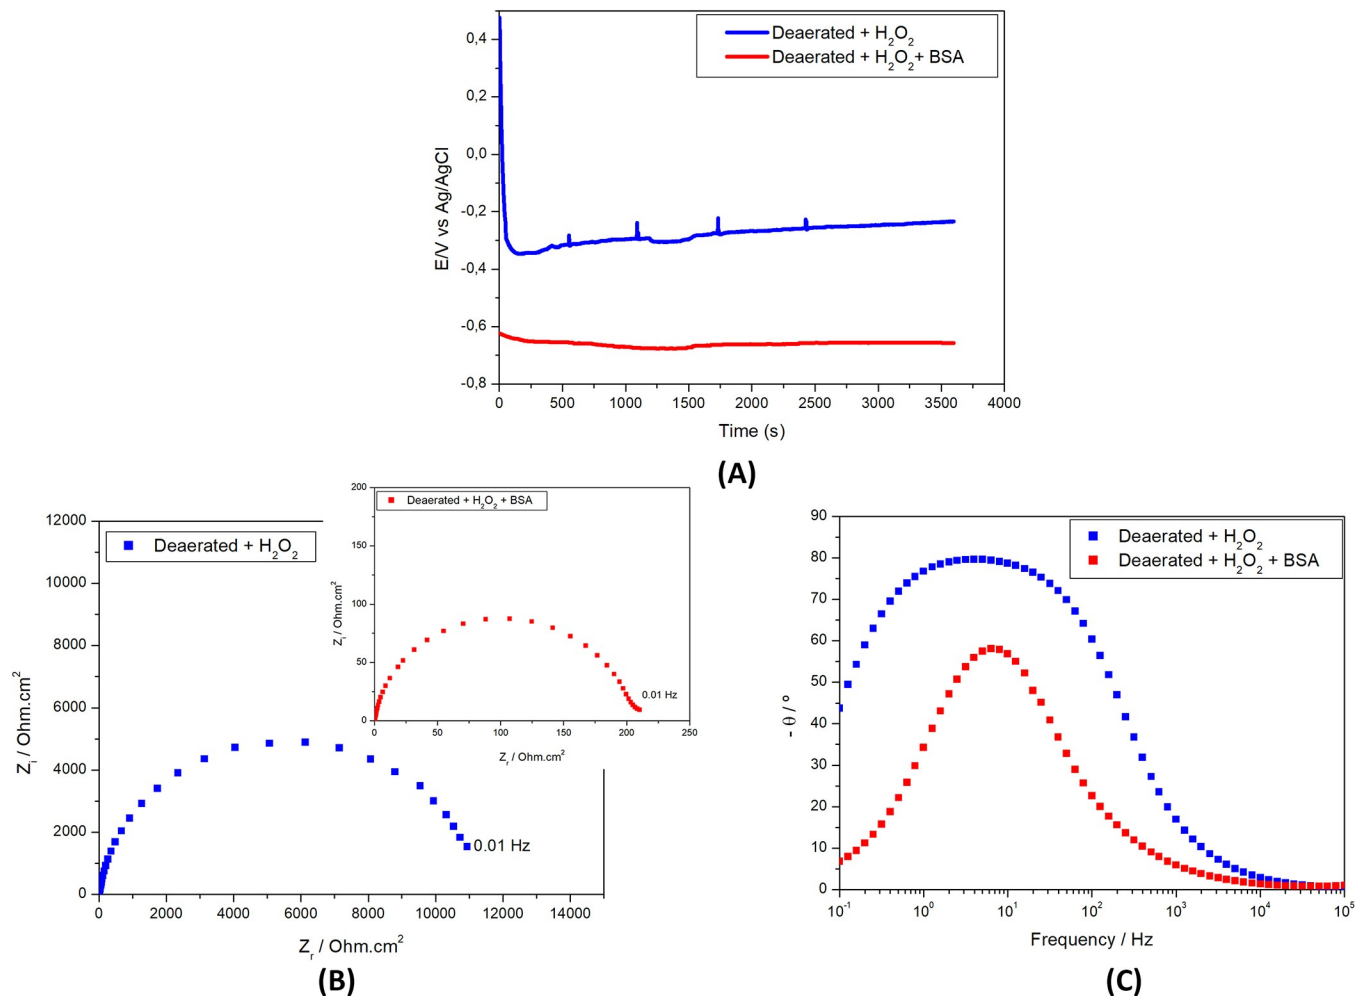 Deaerated + H₂O₂
Deaerated + H₂O₂+ BSA
0,4
0,2
0,0
-0,2
-0,4
-0,6
-0,8
E/V vs Ag/AgCl
0 500 1000 1500 2000 2500 3000 3500 4000
Time (s)
(A)
Deaerated + H₂O₂
12000
10000
8000
6000
4000
2000
0
Zᵢ / Ohm.cm²
0 2000 4000 6000 8000 10000 12000 14000
Zᵣ / Ohm.cm²
0.01 Hz
Deaerated + H₂O₂ + BSA
200
150
100
50
0
Zᵢ / Ohm.cm²
0 50 100 150 200 250
Zᵣ / Ohm.cm²
0.01 Hz
(B)
Deaerated + H₂O₂
Deaerated + H₂O₂ + BSA
90
80
70
60
50
40
30
20
10
0
- θ / º
10⁻¹ 10⁰ 10¹ 10² 10³ 10⁴ 10⁵
Frequency / Hz
(C)